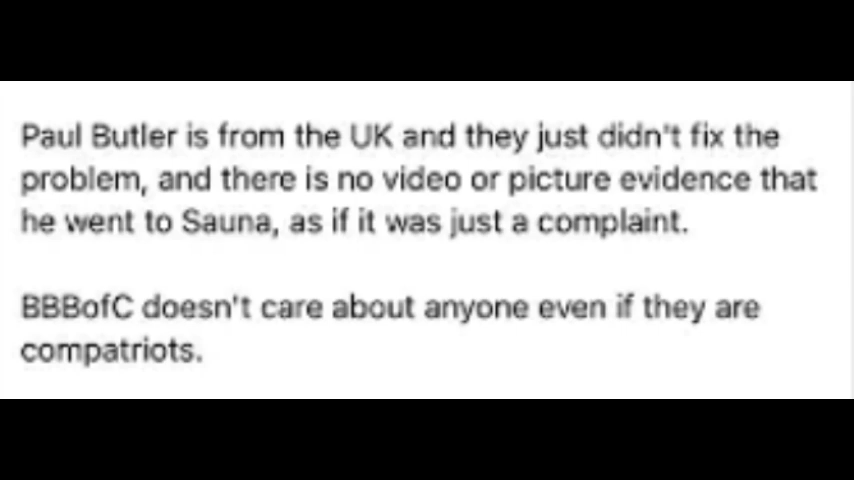 Paul Butler is from the UK and they just didn't fix the
problem, and there is no video or picture evidence that
he went to Sauna, as if it was just a complaint.
BBBofC doesn't care about anyone even if they are
compatriots.